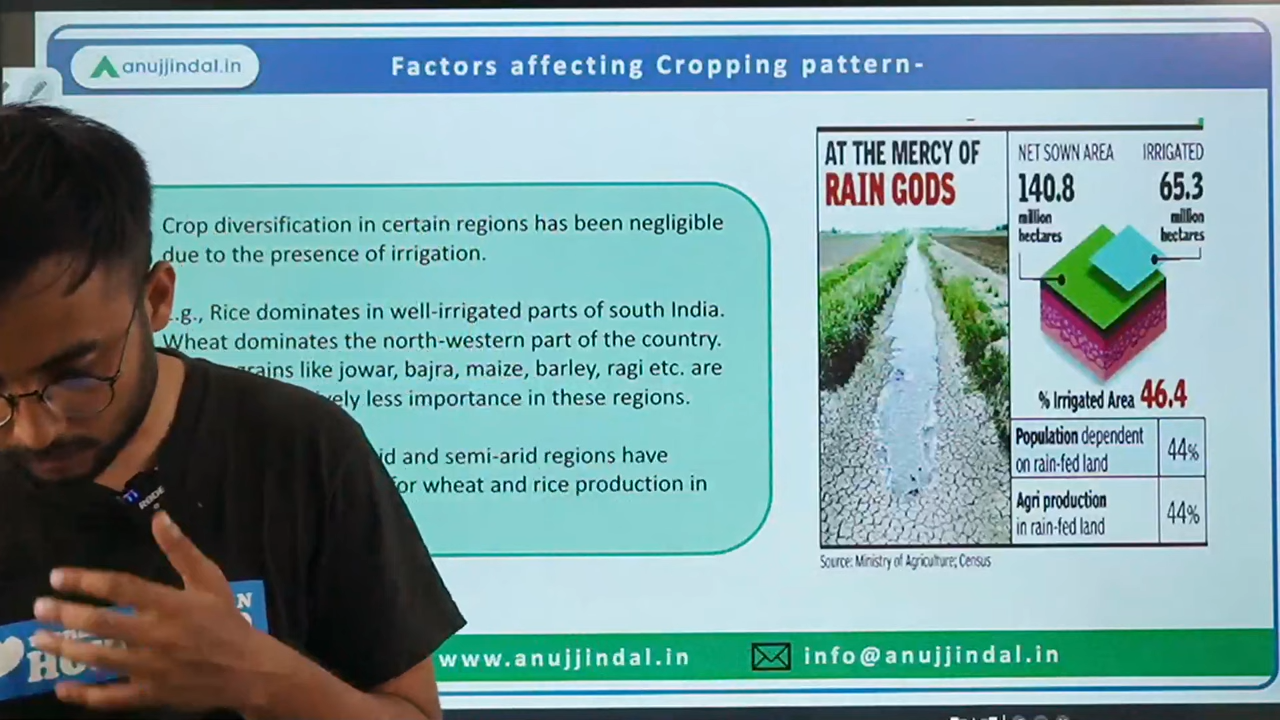 anujjindal.in
Factors affecting Cropping pattern-
Crop diversification in certain regions has been negligible
due to the presence of irrigation.
.g., Rice dominates in well-irrigated parts of south India.
Wheat dominates the north-western part of the country.
like jowar, bajra, maize, barley, ragi etc. are
less importance in these regions.
and semi-arid regions have
for wheat and rice production in
AT THE MERCY OF
RAIN GODS
NET SOWN AREA
140.8
million
hectares
IRRIGATED
65.3
million
hectares
% Irrigated Area 46.4
Population dependent
on rain-fed land
44%
Agri production
in rain-fed land
44%
Source: Ministry of Agriculture; Census
www.anujjindal.in
info@anujjindal.in
RODE